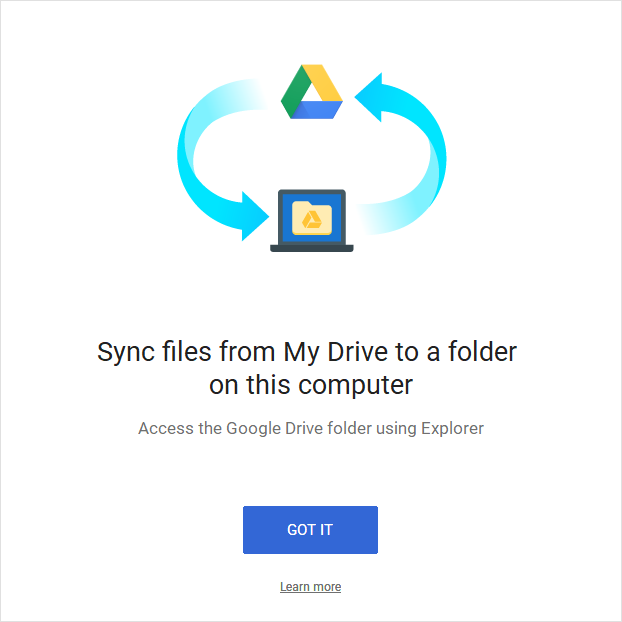 Sync files from My Drive to a folder
on this computer
Access the Google Drive folder using Explorer
GOT IT
Learn more